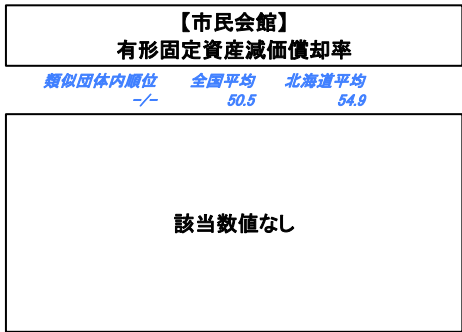 【市民会館】
有形固定資産減価償却率
類似団体内順位 全国平均 北海道平均
-/- 50.5 54.9
該当数値なし